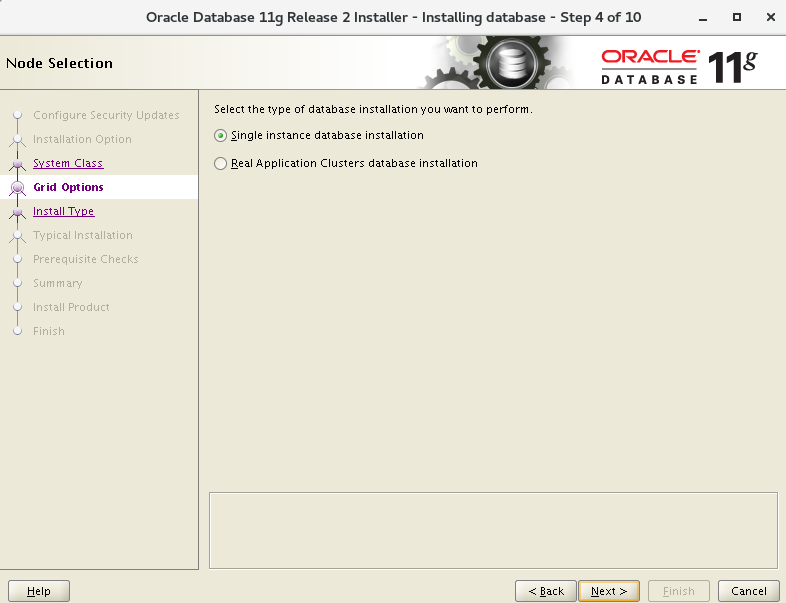 Oracle Database 11g Release 2 Installer - Installing database - Step 4 of 10
Node Selection
ORACLE
DATABASE 11g
Configure Security Updates
Installation Option
System Class
Grid Options
Install Type
Typical Installation
Prerequisite Checks
Summary
Install Product
Finish
Select the type of database installation you want to perform.
Single instance database installation
Real Application Clusters database installation
Help
< Back
Next >
Finish
Cancel